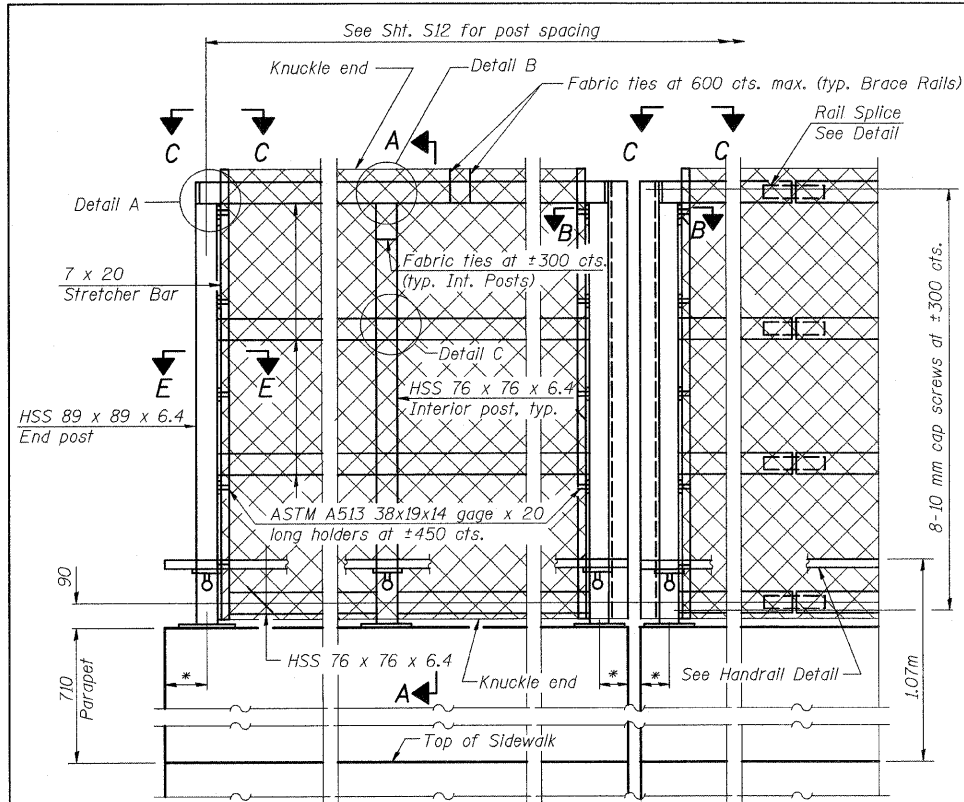 See Sht. S12 for post spacing
Knuckle end
Detail B
Fabric ties at 600 cts. max. (typ. Brace Rails)
Rail Splice
See Detail
C
C
A
C
C
Detail A
B
B
Fabric ties at ±300 cts.
(typ. Int. Posts)
7 x 20
Stretcher Bar
Detail C
E
E
HSS 76 x 76 x 6.4
Interior post, typ.
HSS 89 x 89 x 6.4
End post
8-10 mm cap screws at ±300 cts.
ASTM A513 38x19x14 gage x 20
long holders at ±450 cts.
90
HSS 76 x 76 x 6.4
See Handrail Detail
*
*
*
A
Knuckle end
710
Parapet
1.07m
Top of Sidewalk